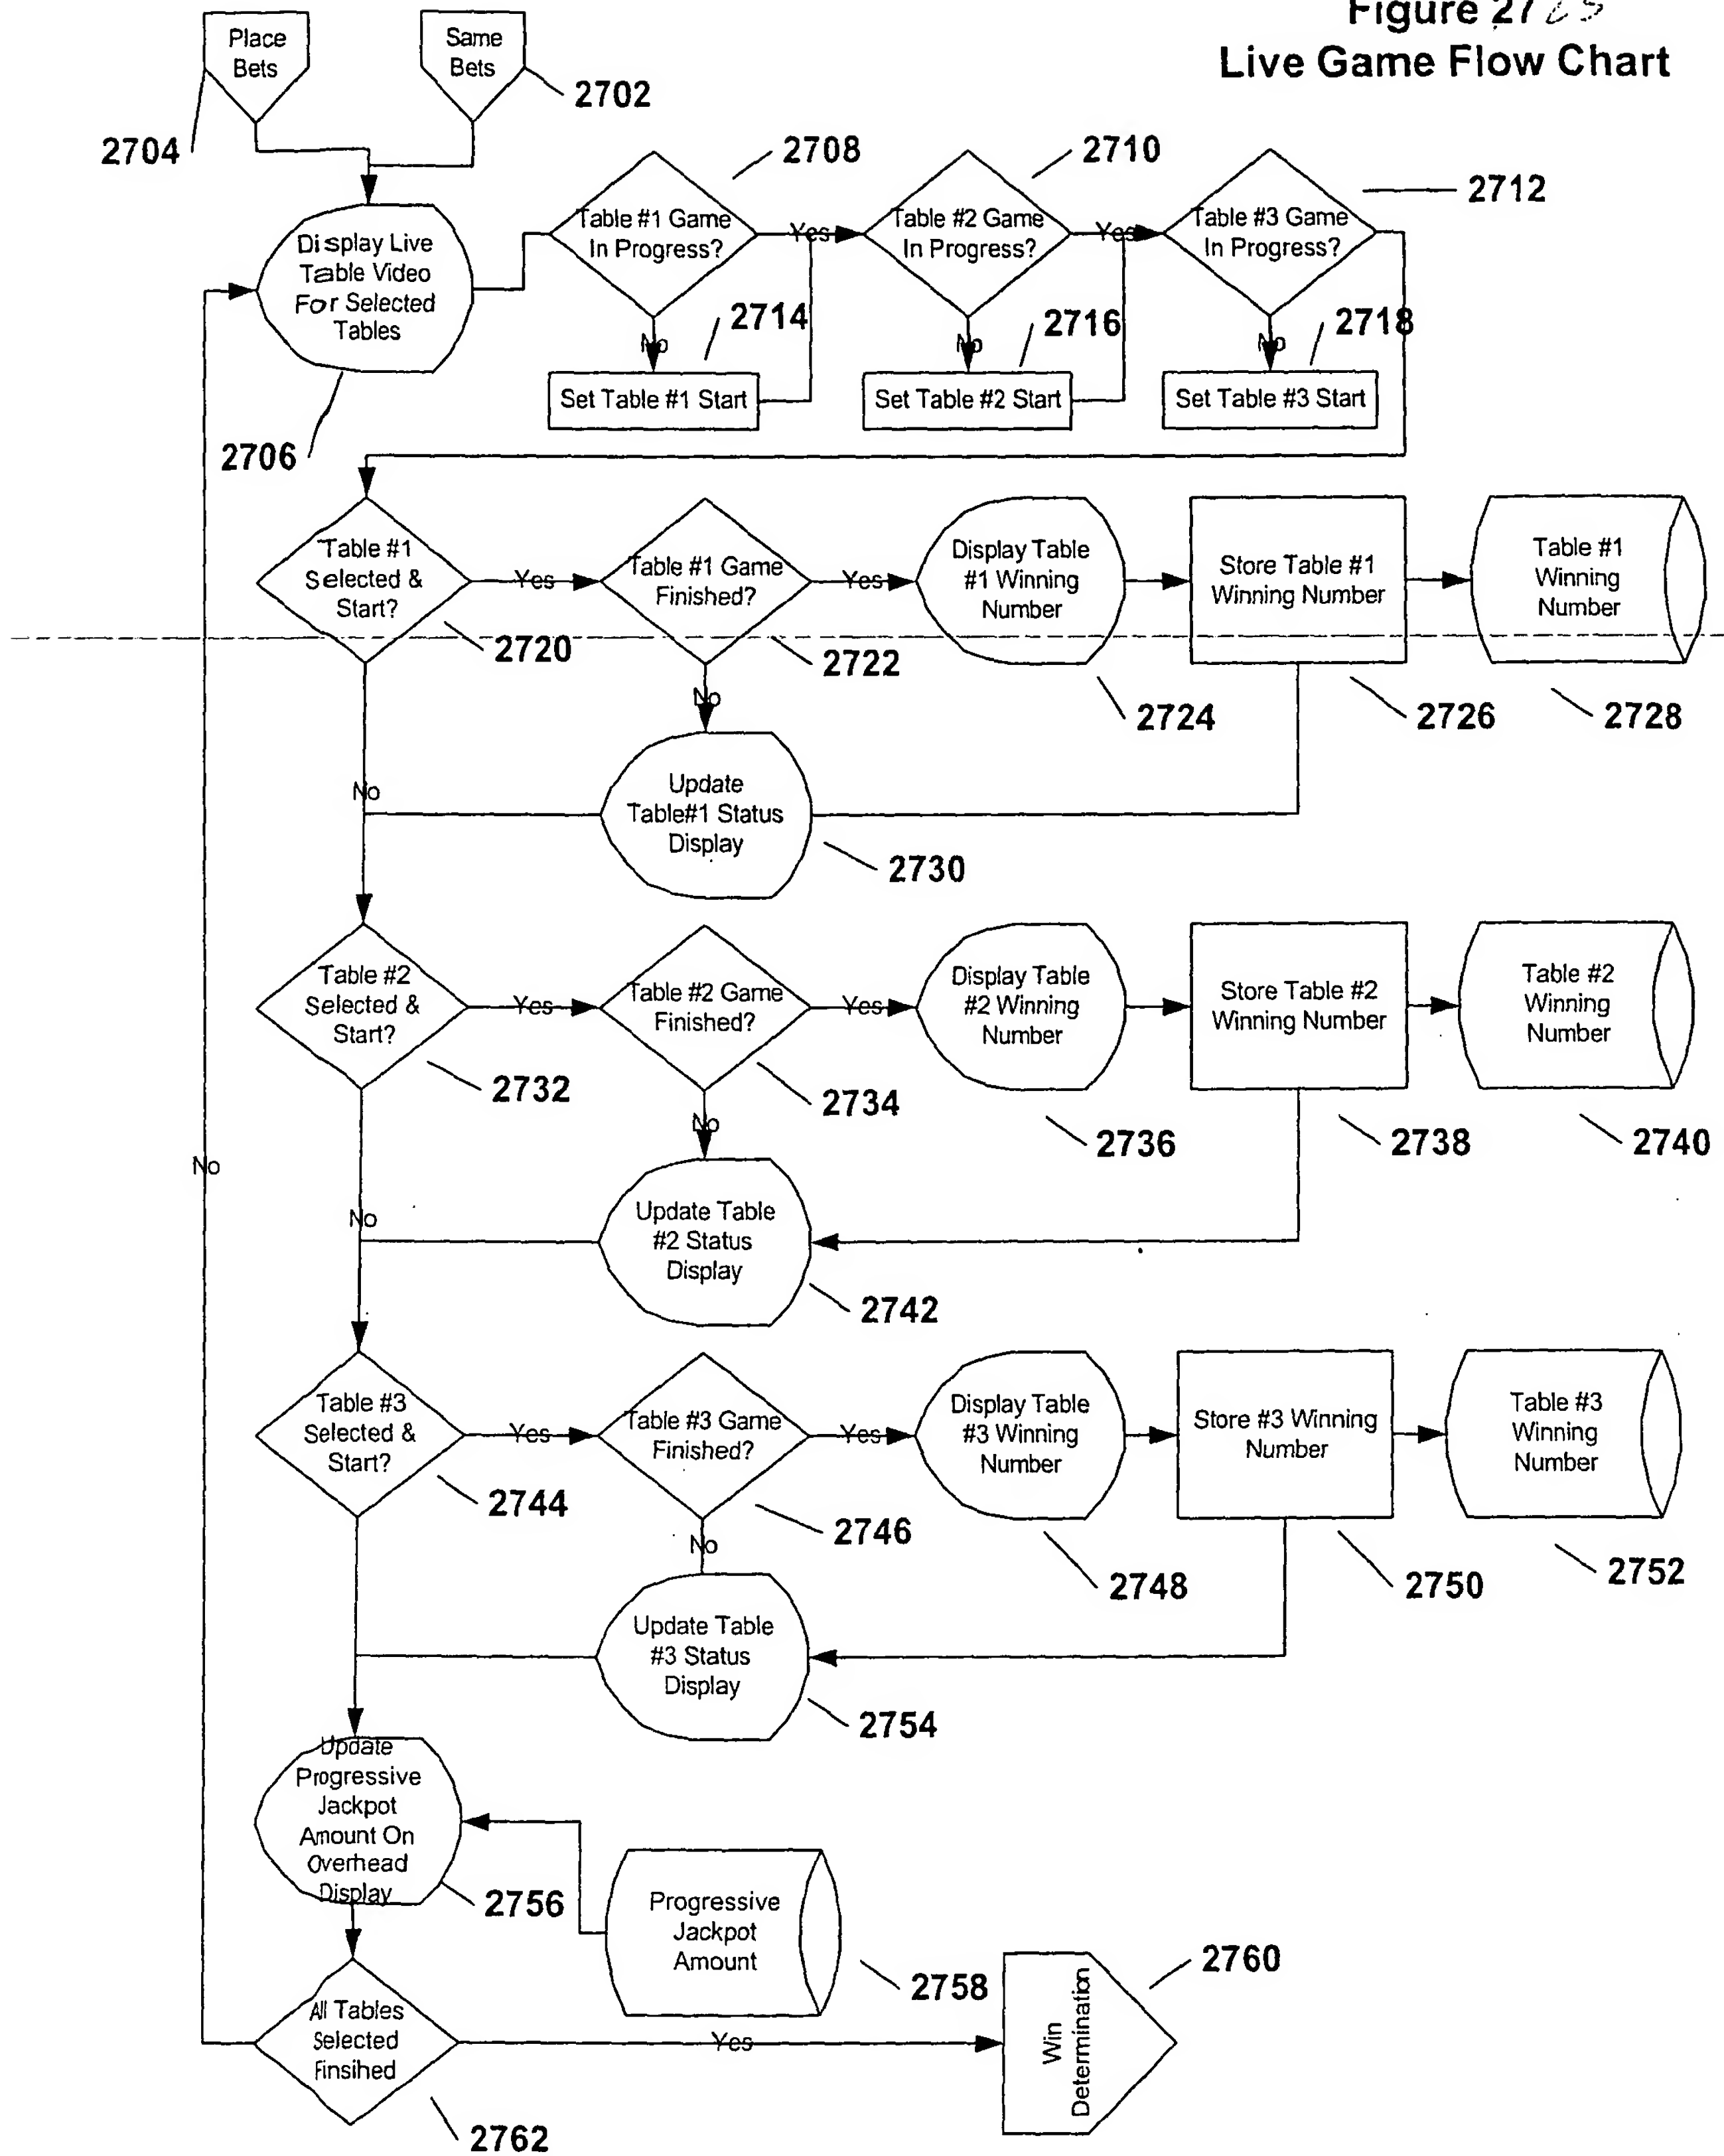 Figure 27
Live Game Flow Chart
Place
Bets
Same
Bets
2702
2704
2708
2710
2712
Display Live
Table Video
For Selected
Tables
Table #1 Game
In Progress?
Yes
Table #2 Game
In Progress?
Yes
Table #3 Game
In Progress?
No
2714
No
2716
No
2718
Set Table #1 Start
Set Table #2 Start
Set Table #3 Start
2706
Table #1
Selected &
Start?
Yes
Table #1 Game
Finished?
Yes
Display Table
#1 Winning
Number
Store Table #1
Winning Number
Table #1
Winning
Number
2720
2722
2724
2726
2728
No
No
Update
Table#1 Status
Display
2730
Table #2
Selected &
Start?
Yes
Table #2 Game
Finished?
Yes
Display Table
#2 Winning
Number
Store Table #2
Winning Number
Table #2
Winning
Number
2732
2734
2736
2738
2740
No
No
No
Update Table
#2 Status
Display
2742
Table #3
Selected &
Start?
Yes
Table #3 Game
Finished?
Yes
Display Table
#3 Winning
Number
Store #3 Winning
Number
Table #3
Winning
Number
2744
2746
2748
2750
2752
No
Update Table
#3 Status
Display
2754
Update
Progressive
Jackpot
Amount On
Overhead
Display
2756
Progressive
Jackpot
Amount
2758
2760
All Tables
Selected
Finsihed
Yes
Win
Determination
2762